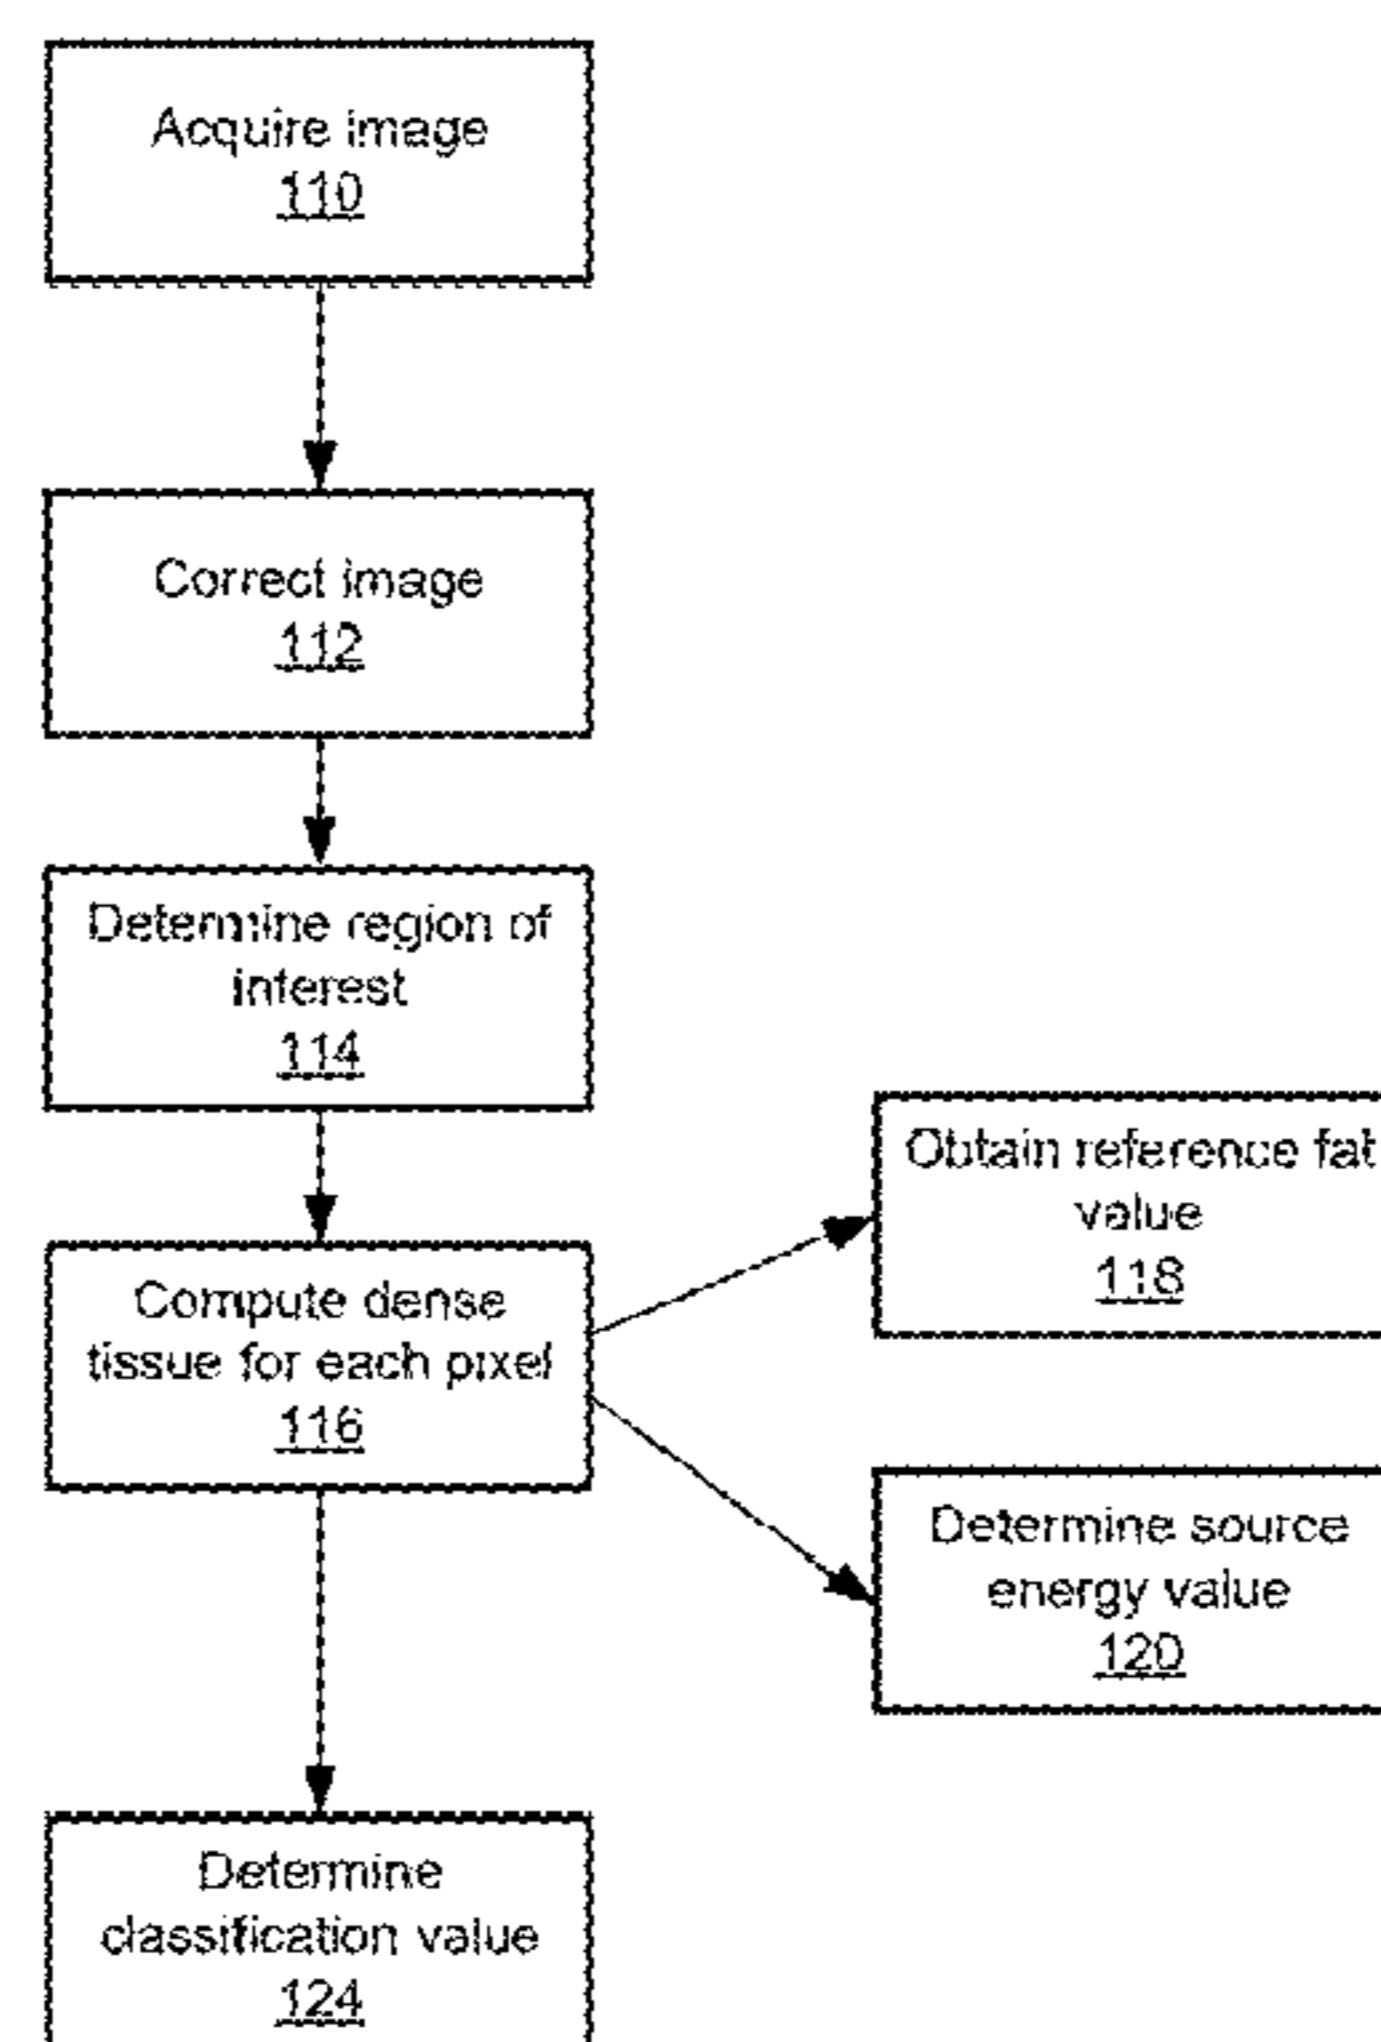 Acquire image
110
Correct image
112
Determine region of
interest
114
Compute dense
tissue for each pixel
116
Obtain reference fat
value
118
Determine source
energy value
120
Determine
classification value
124